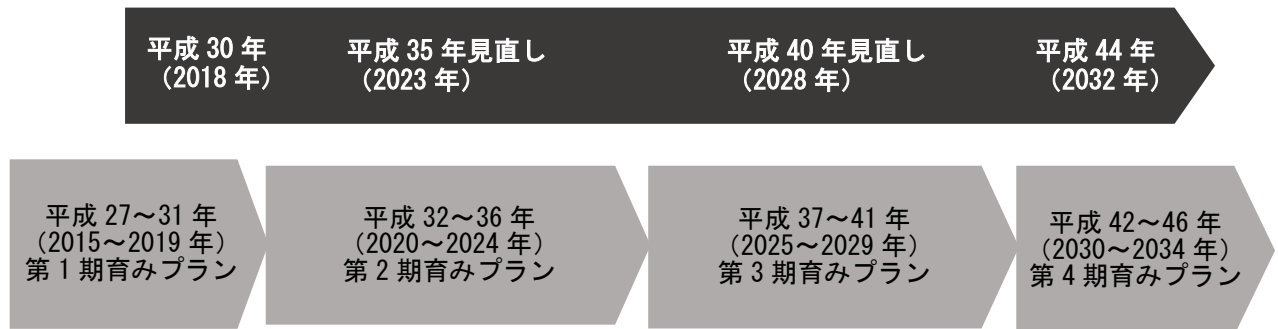 平成 30 年
（2018 年）
平成 35 年見直し
（2023 年）
平成 40 年見直し
（2028 年）
平成 44 年
（2032 年）
平成 27～31 年
（2015～2019 年）
第 1 期育みプラン
平成 32～36 年
（2020～2024 年）
第 2 期育みプラン
平成 37～41 年
（2025～2029 年）
第 3 期育みプラン
平成 42～46 年
（2030～2034 年）
第 4 期育みプラン